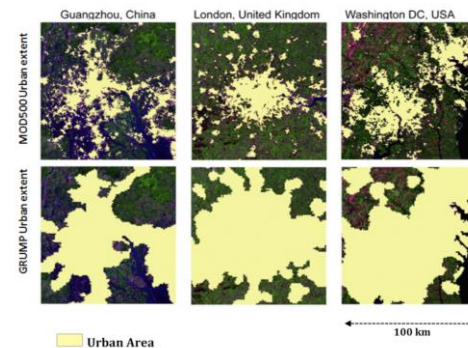 Guangzhou, China
London, United Kingdom
Washington DC, USA
MOD500 Urban extent
GRUMP Urban extent
100 km
Urban Area